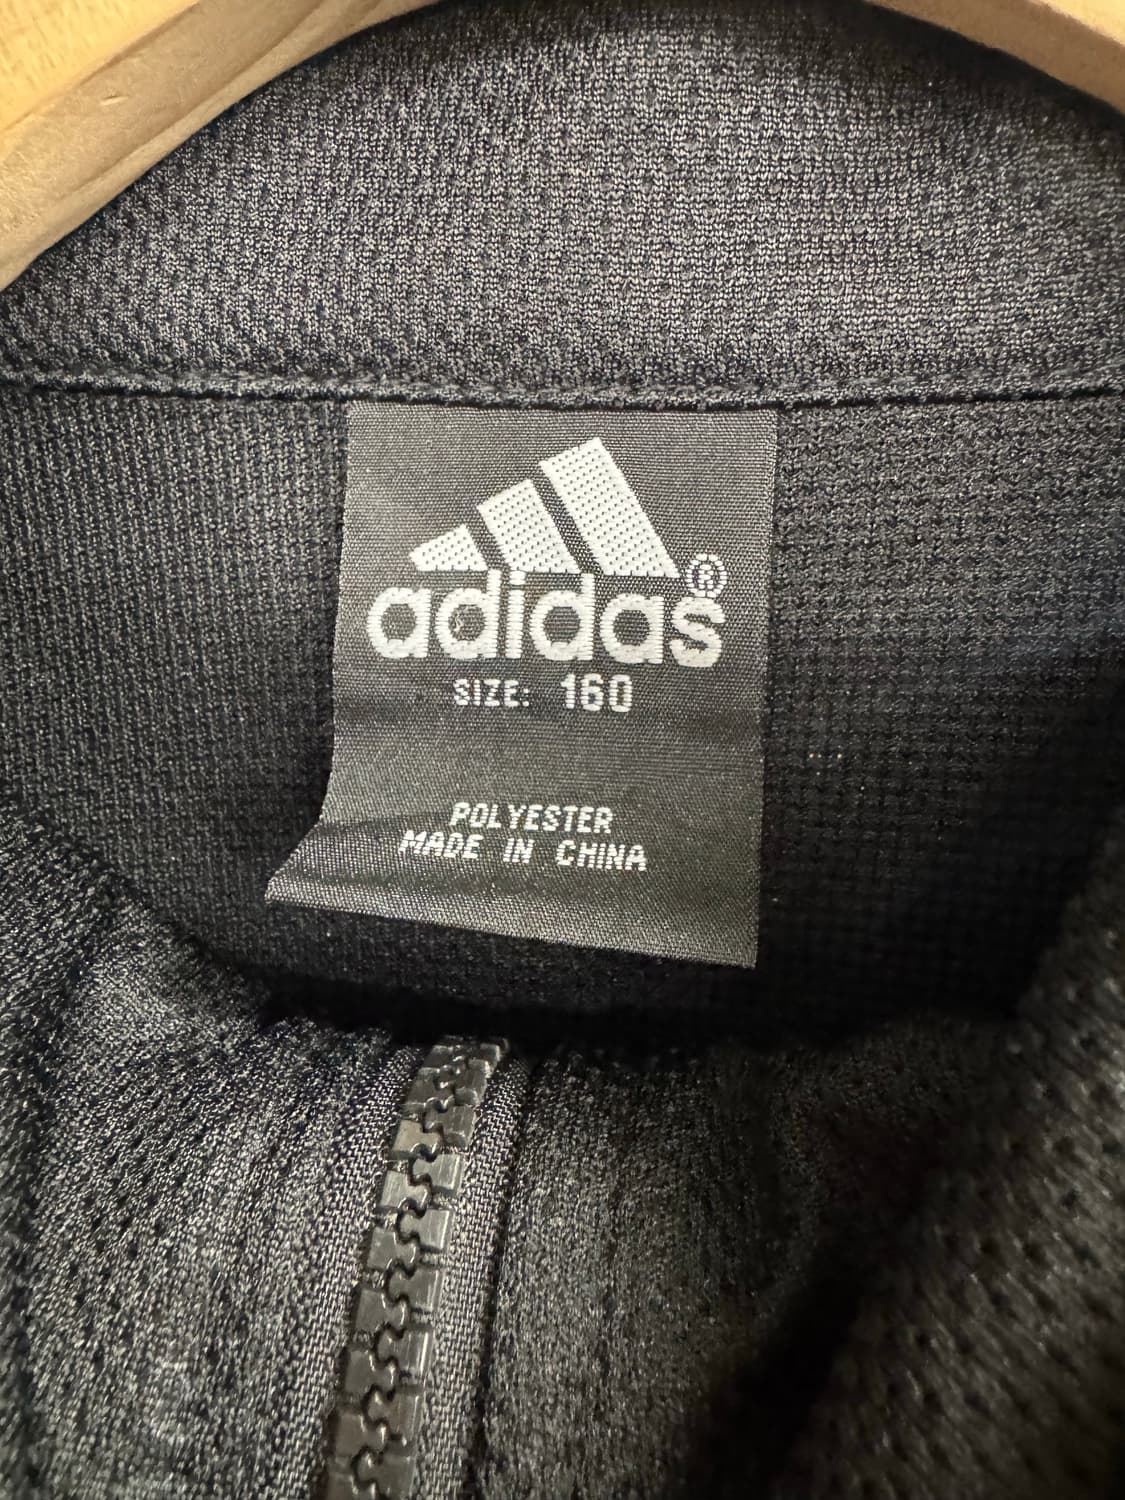 adidas®
SIZE: 160
POLYESTER
MADE IN CHINA